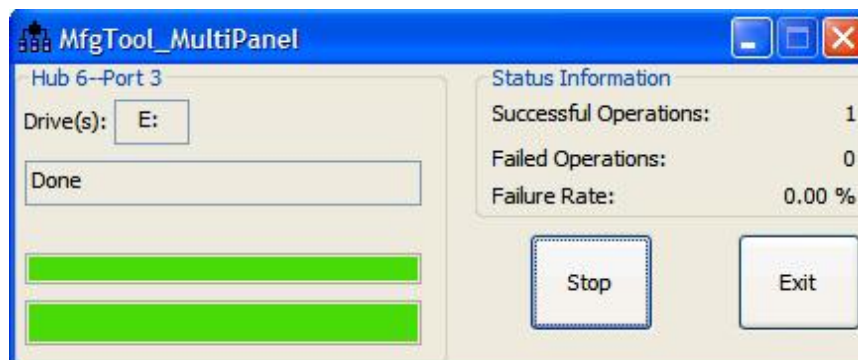 MfgTool_MultiPanel
Hub 6--Port 3
Drive(s): E:
Done
Status Information
Successful Operations: 1
Failed Operations: 0
Failure Rate: 0.00 %
Stop
Exit